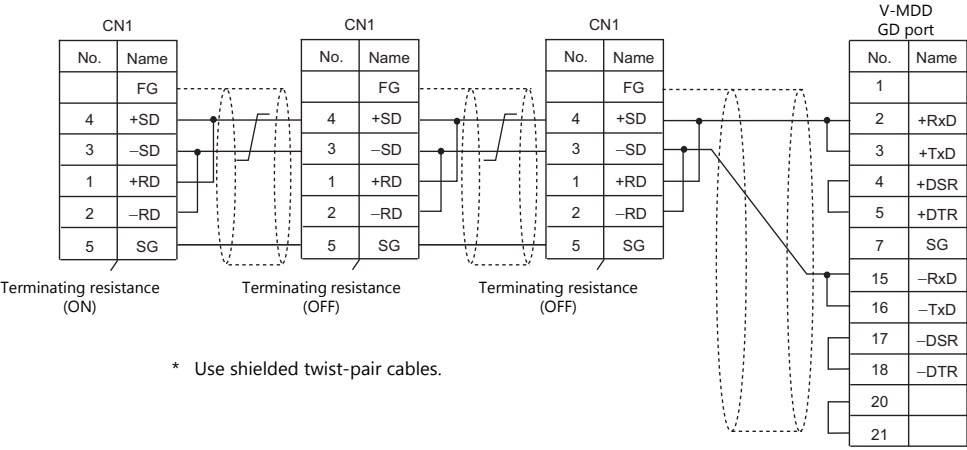 CN1
No. Name
FG
4 +SD
3 –SD
1 +RD
2 –RD
5 SG
Terminating resistance
(ON)
CN1
No. Name
FG
4 +SD
3 –SD
1 +RD
2 –RD
5 SG
Terminating resistance
(OFF)
CN1
No. Name
FG
4 +SD
3 –SD
1 +RD
2 –RD
5 SG
Terminating resistance
(OFF)
V-MDD
GD port
No. Name
1
2 +RxD
3 +TxD
4 +DSR
5 +DTR
7 SG
15 –RxD
16 –TxD
17 –DSR
18 –DTR
20
21
* Use shielded twist-pair cables.